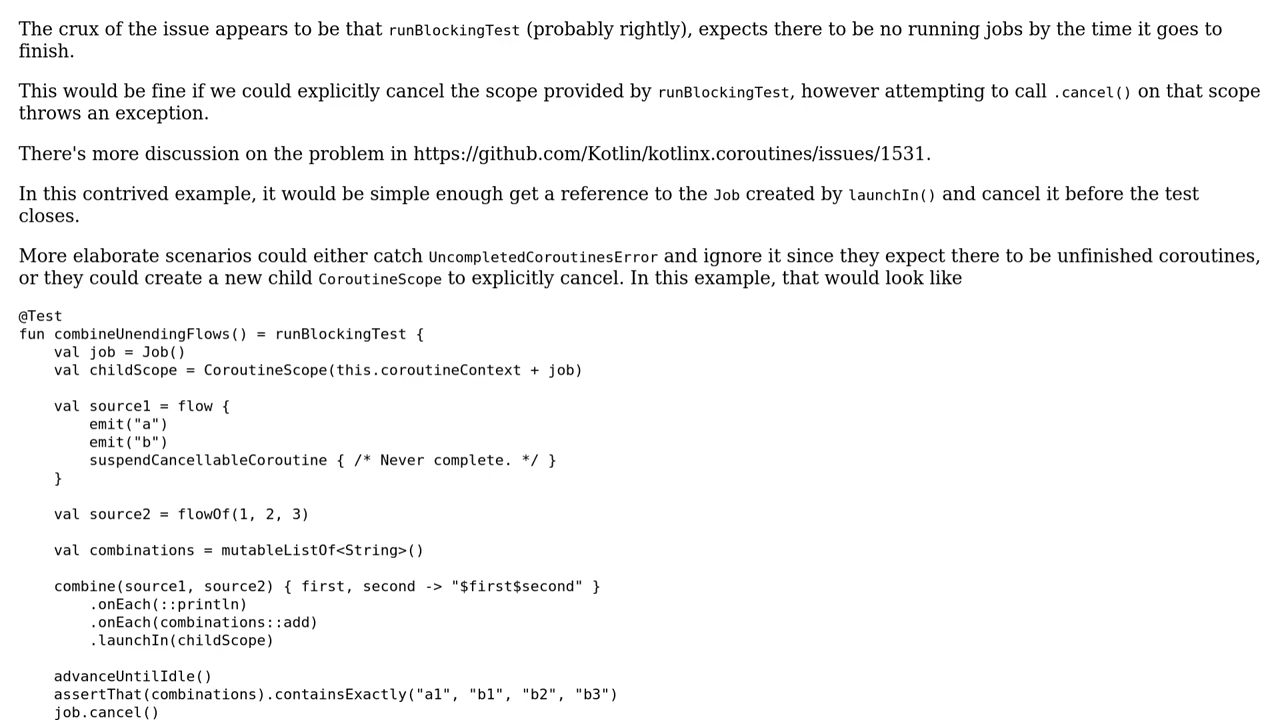 The crux of the issue appears to be that runBlockingTest (probably rightly), expects there to be no running jobs by the time it goes to
finish.
This would be fine if we could explicitly cancel the scope provided by runBlockingTest, however attempting to call .cancel() on that scope
throws an exception.
There's more discussion on the problem in https://github.com/Kotlin/kotlinx.coroutines/issues/1531.
In this contrived example, it would be simple enough get a reference to the Job created by launchIn() and cancel it before the test
closes.
More elaborate scenarios could either catch UncompletedCoroutinesError and ignore it since they expect there to be unfinished coroutines,
or they could create a new child CoroutineScope to explicitly cancel. In this example, that would look like
@Test
fun combineUnendingFlows() = runBlockingTest {
    val job = Job()
    val childScope = CoroutineScope(this.coroutineContext + job)
    val source1 = flow {
        emit("a")
        emit("b")
        suspendCancellableCoroutine { /* Never complete. */ }
    }
    val source2 = flowOf(1, 2, 3)
    val combinations = mutableListOf<String>()
    combine(source1, source2) { first, second -> "$first$second" }
        .onEach(::println)
        .onEach(combinations::add)
        .launchIn(childScope)
    advanceUntilIdle()
    assertThat(combinations).containsExactly("a1", "b1", "b2", "b3")
    job.cancel()